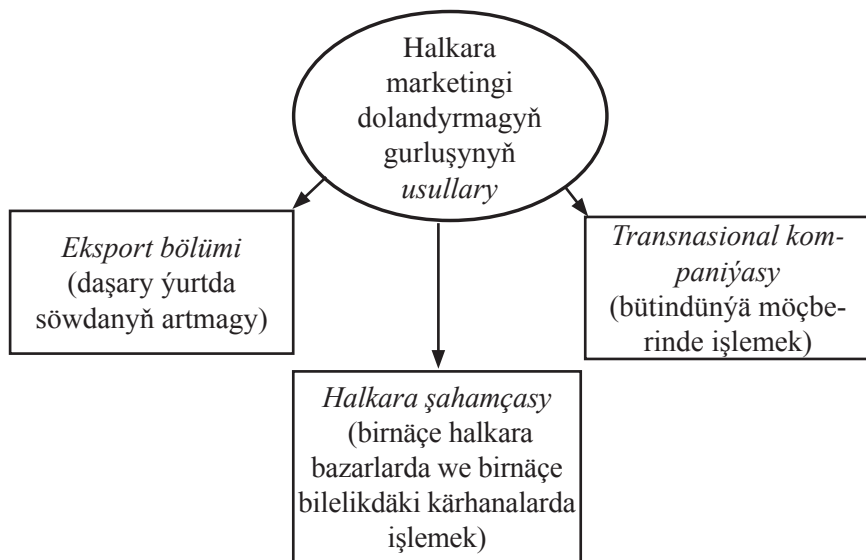 Halkara
marketingi
dolandyrmagyň
gurluşynyň
usullary
Eksport bölümi
(daşary ýurtda
söwdanyň artmagy)
Transnasional kom-
paniýasy
(bütindünýä möçbe-
rinde işlemek)
Halkara şahamçasy
(birnäçe halkara
bazarlarda we birnäçe
bilelikdäki kärhanalarda
işlemek)